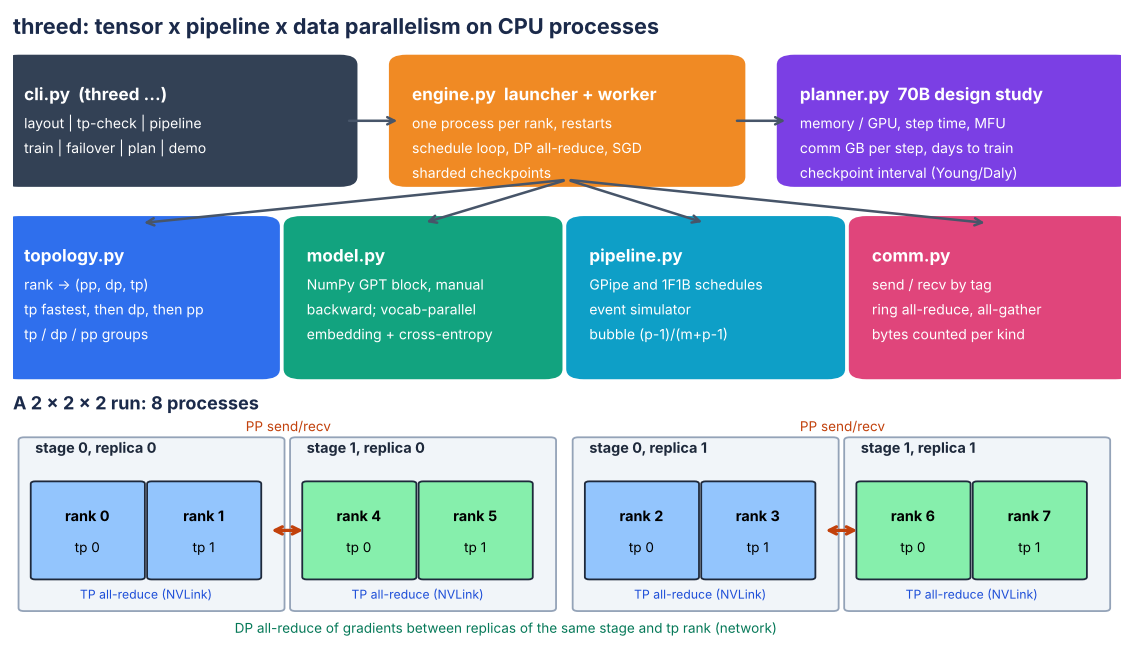 threed: tensor x pipeline x data parallelism on CPU processes
cli.py (threed ...)
layout | tp-check | pipeline
train | failover | plan | demo
engine.py launcher + worker
one process per rank, restarts
schedule loop, DP all-reduce, SGD
sharded checkpoints
planner.py 70B design study
memory / GPU, step time, MFU
comm GB per step, days to train
checkpoint interval (Young/Daly)
topology.py
rank → (pp, dp, tp)
tp fastest, then dp, then pp
tp / dp / pp groups
model.py
NumPy GPT block, manual
backward; vocab-parallel
embedding + cross-entropy
pipeline.py
GPipe and 1F1B schedules
event simulator
bubble (p-1)/(m+p-1)
comm.py
send / recv by tag
ring all-reduce, all-gather
bytes counted per kind
A 2 × 2 × 2 run: 8 processes
PP send/recv
PP send/recv
stage 0, replica 0
rank 0
tp 0
rank 1
tp 1
TP all-reduce (NVLink)
stage 1, replica 0
rank 4
tp 0
rank 5
tp 1
TP all-reduce (NVLink)
stage 0, replica 1
rank 2
tp 0
rank 3
tp 1
TP all-reduce (NVLink)
stage 1, replica 1
rank 6
tp 0
rank 7
tp 1
TP all-reduce (NVLink)
DP all-reduce of gradients between replicas of the same stage and tp rank (network)